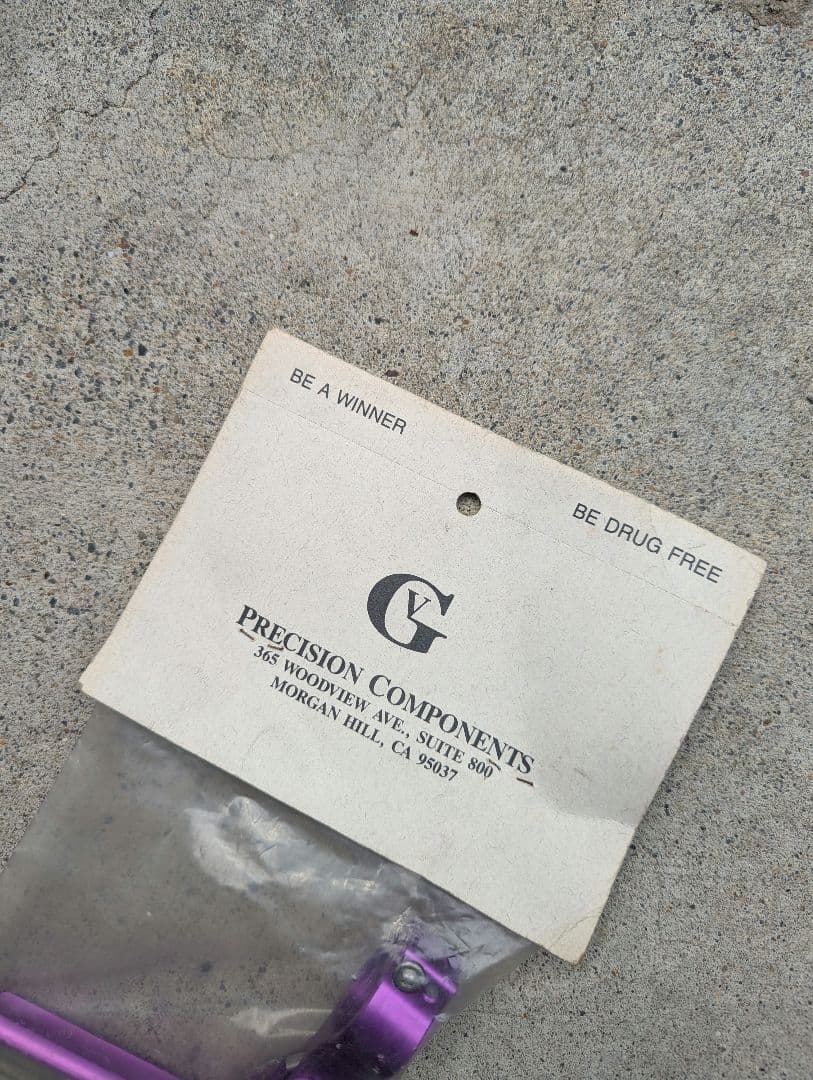 BE A WINNER
BE DRUG FREE
GV
PRECISION COMPONENTS
365 WOODVIEW AVE., SUITE 800
MORGAN HILL, CA 95037